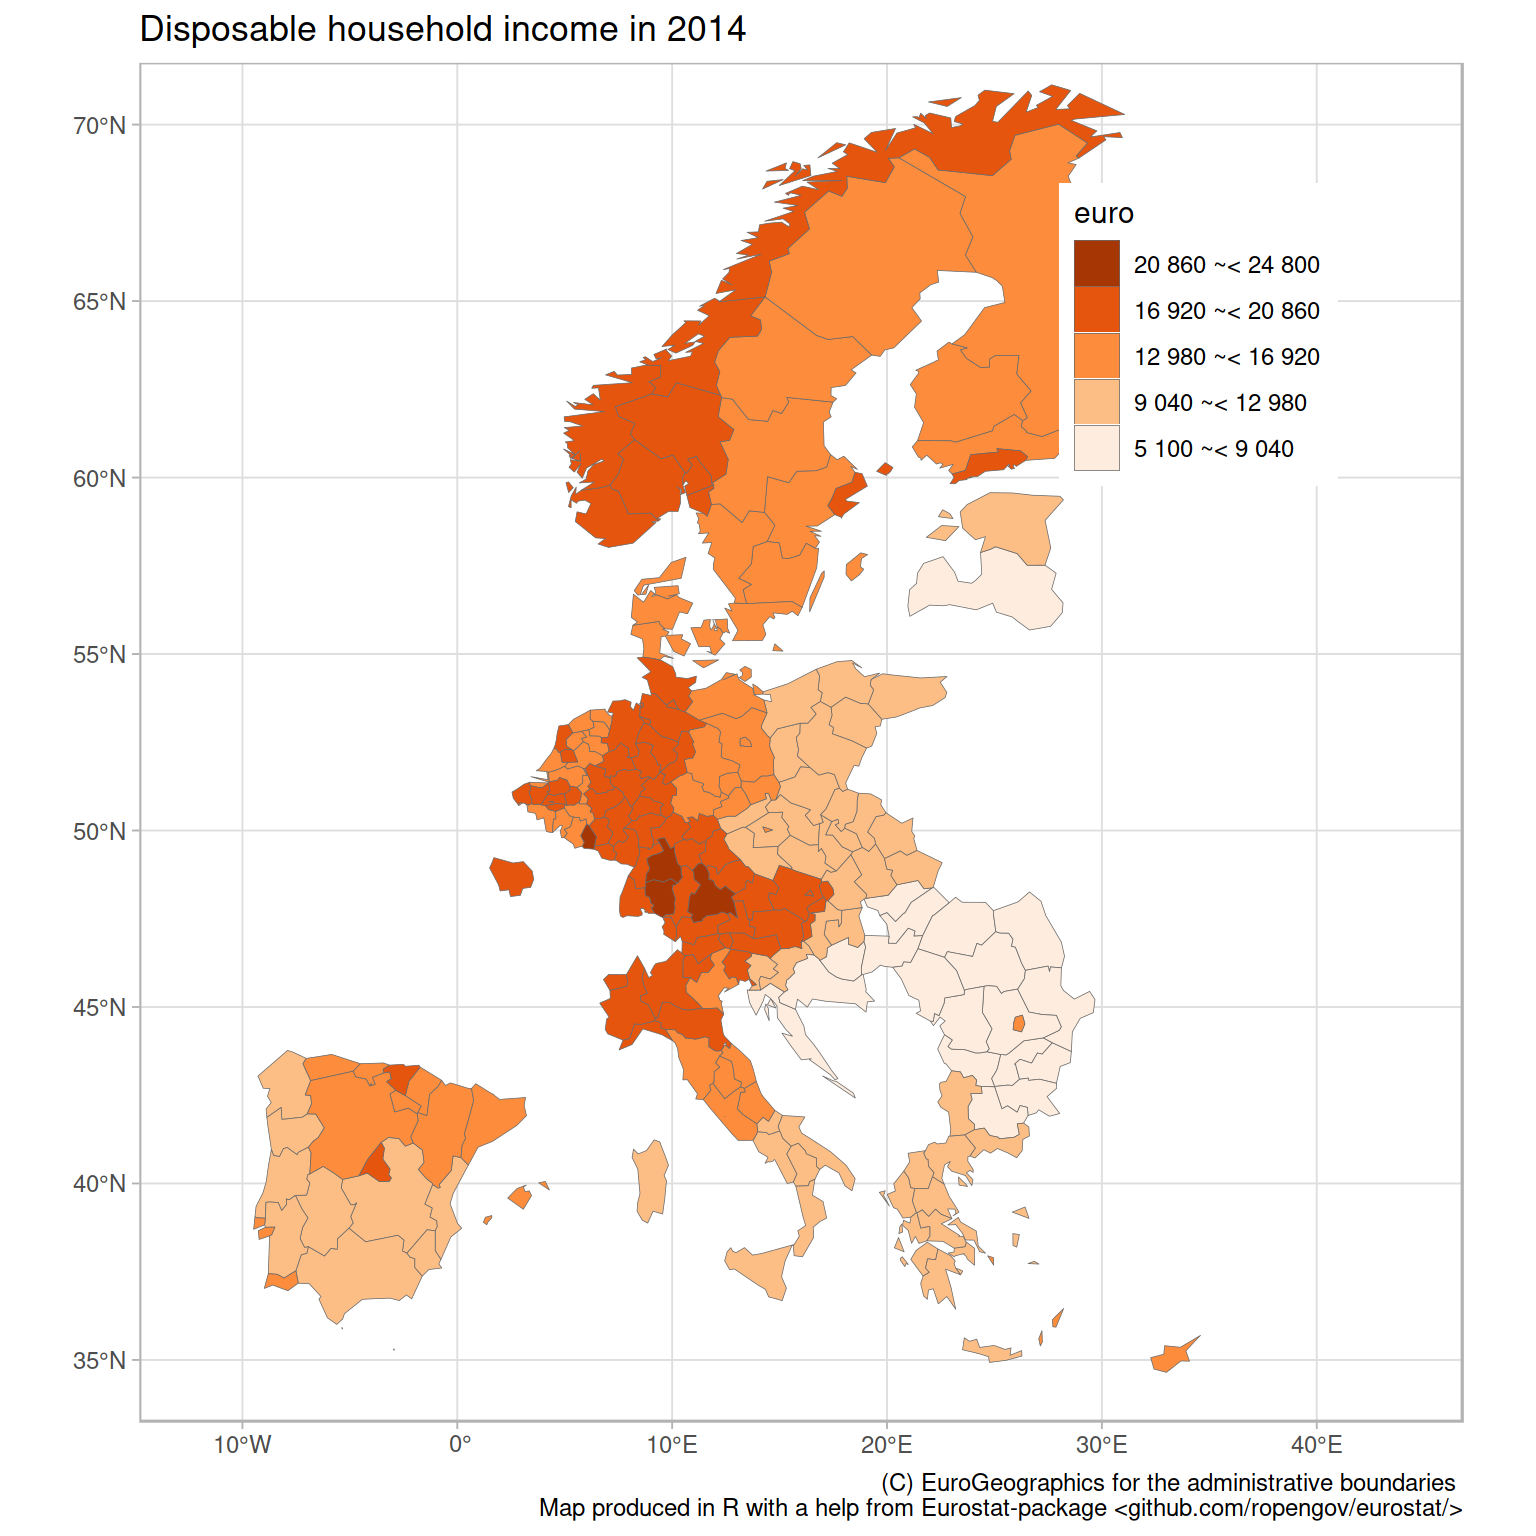 Disposable household income in 2014
70°N
65°N
60°N
55°N
50°N
45°N
40°N
35°N
euro
20 860 ~< 24 800
16 920 ~< 20 860
12 980 ~< 16 920
9 040 ~< 12 980
5 100 ~< 9 040
10°W 0° 10°E 20°E 30°E 40°E
(C) EuroGeographics for the administrative boundaries
Map produced in R with a help from Eurostat-package <github.com/ropengov/eurostat/>